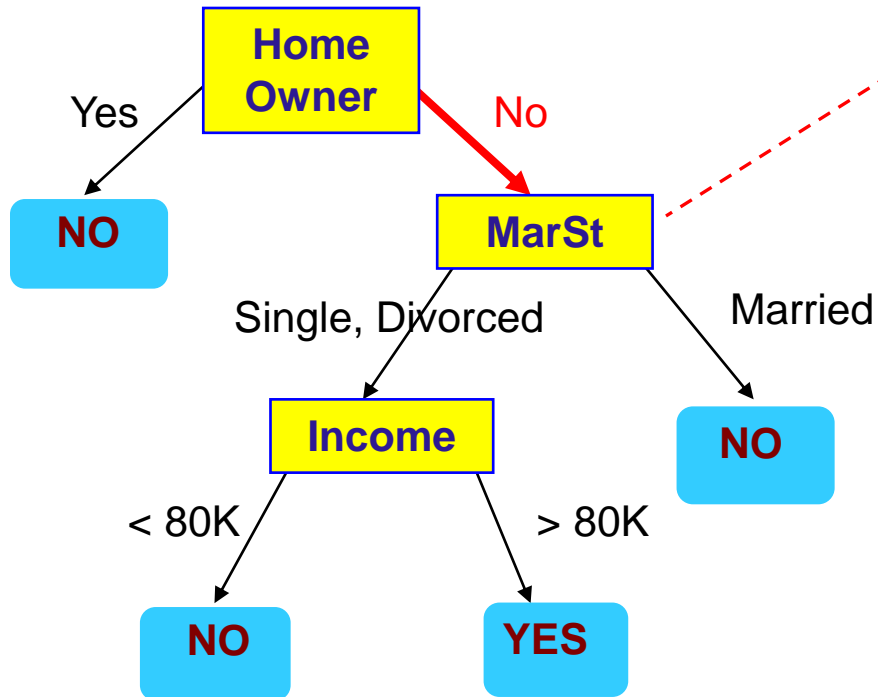 Home
Owner
Yes
No
NO
MarSt
Single, Divorced
Married
Income
NO
< 80K
> 80K
NO
YES